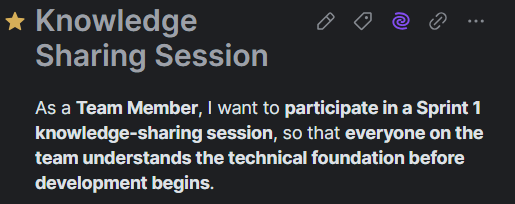 Knowledge
Sharing Session
As a Team Member, I want to participate in a Sprint 1
knowledge-sharing session, so that everyone on the
team understands the technical foundation before
development begins.